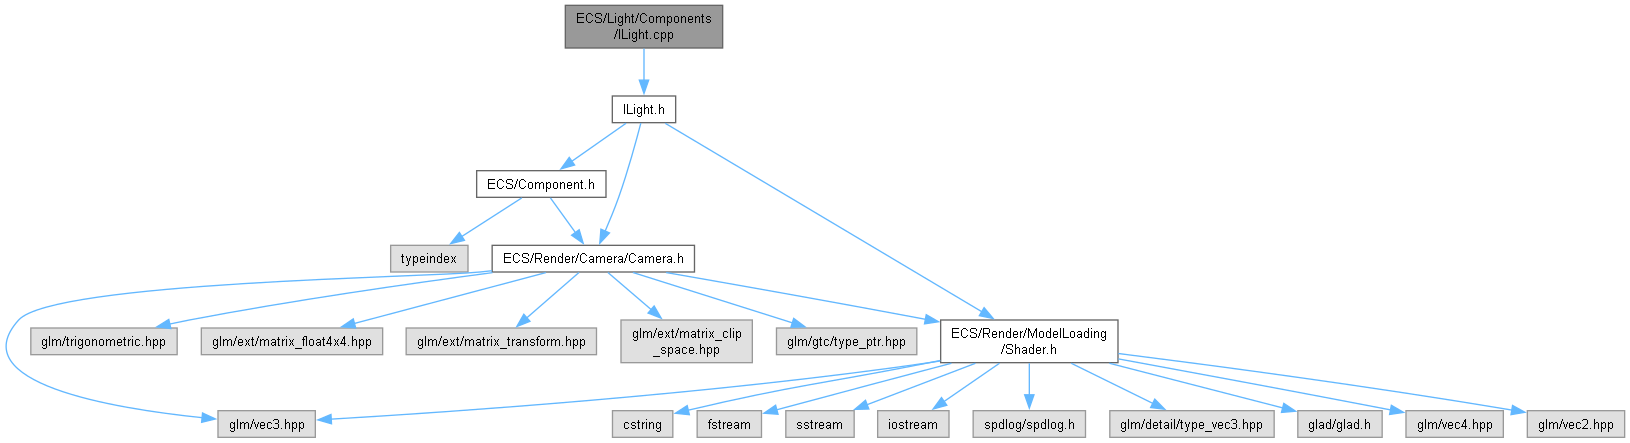 ECS/Light/Components
/ILight.cpp
ILight.h
ECS/Component.h
typeindex
ECS/Render/Camera/Camera.h
glm/trigonometric.hpp
glm/ext/matrix_float4x4.hpp
glm/ext/matrix_transform.hpp
glm/ext/matrix_clip
_space.hpp
glm/gtc/type_ptr.hpp
ECS/Render/ModelLoading
/Shader.h
glm/vec3.hpp
cstring
fstream
sstream
iostream
spdlog/spdlog.h
glm/detail/type_vec3.hpp
glad/glad.h
glm/vec4.hpp
glm/vec2.hpp